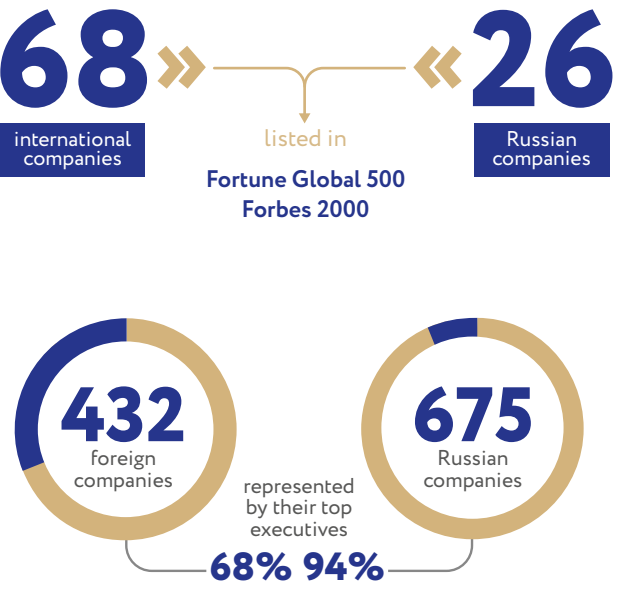 68
26
international
companies
listed in
Russian
companies
Fortune Global 500
Forbes 2000
432
foreign
companies
675
Russian
companies
represented
by their top
executives
68% 94%